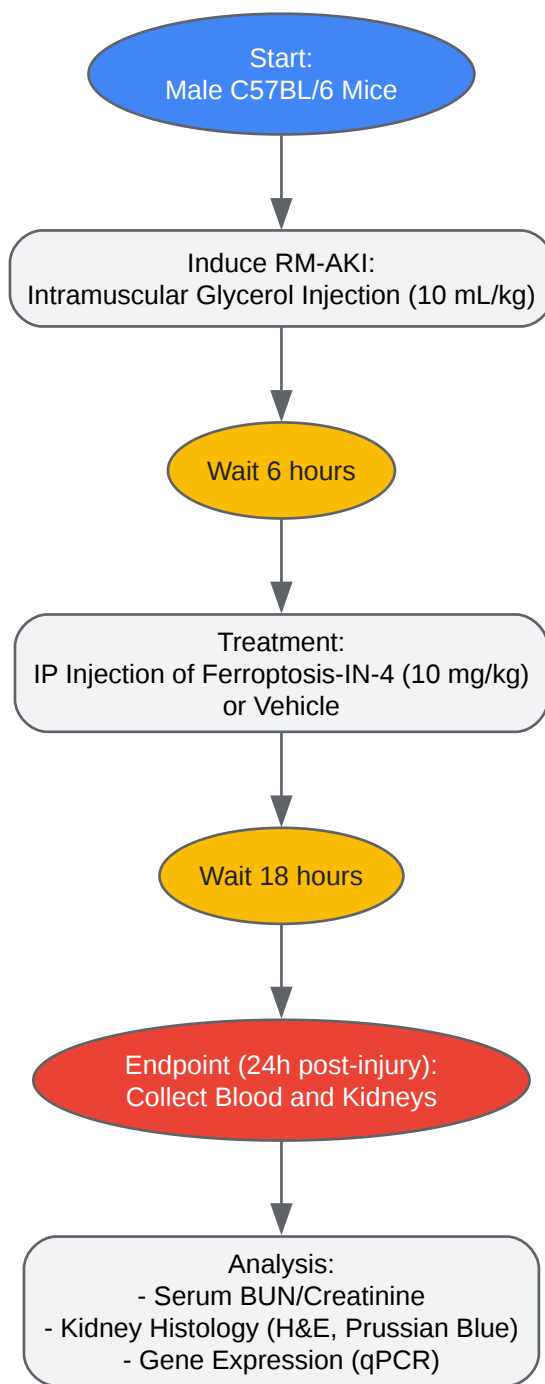 Start:
Male C57BL/6 Mice
Induce RM-AKI:
Intramuscular Glycerol Injection (10 mL/kg)
Wait 6 hours
Treatment:
IP Injection of Ferroptosis-IN-4 (10 mg/kg)
or Vehicle
Wait 18 hours
Endpoint (24h post-injury):
Collect Blood and Kidneys
Analysis:
- Serum BUN/Creatinine
- Kidney Histology (H&E, Prussian Blue)
- Gene Expression (qPCR)